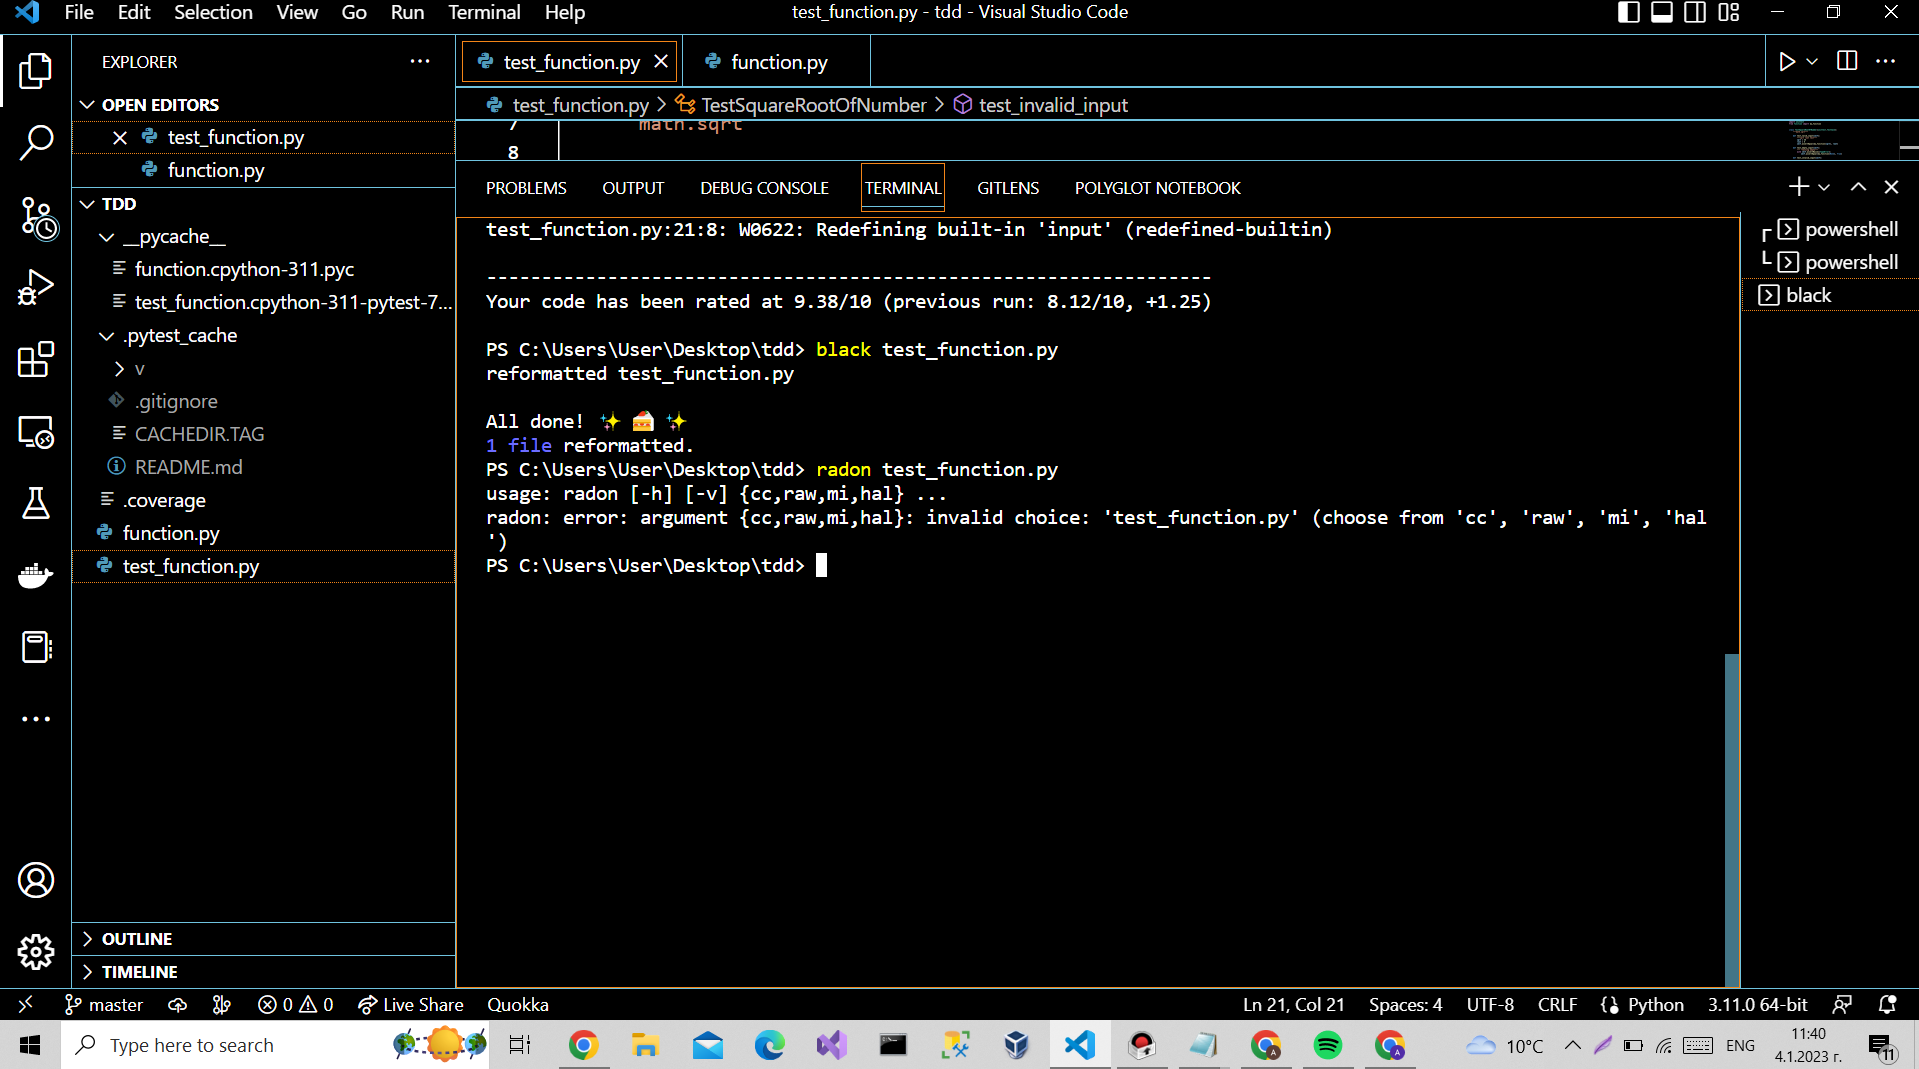 File Edit Selection View Go Run Terminal Help
test_function.py - tdd - Visual Studio Code
EXPLORER
OPEN EDITORS
test_function.py
function.py
TDD
__pycache__
function.cpython-311.pyc
test_function.cpython-311-pytest-7...
.pytest_cache
v
.gitignore
CACHEDIR.TAG
README.md
.coverage
function.py
test_function.py
OUTLINE
TIMELINE
test_function.py function.py
test_function.py > TestSquareRootOfNumber > test_invalid_input
7 math.sqrt
8
PROBLEMS OUTPUT DEBUG CONSOLE TERMINAL GITLENS POLYGLOT NOTEBOOK
test_function.py:21:8: W0622: Redefining built-in 'input' (redefined-builtin)
------------------------------------------------------------------
Your code has been rated at 9.38/10 (previous run: 8.12/10, +1.25)
PS C:\Users\User\Desktop\tdd> black test_function.py
reformatted test_function.py
All done! ✨ 🍰 ✨
1 file reformatted.
PS C:\Users\User\Desktop\tdd> radon test_function.py
usage: radon [-h] [-v] {cc,raw,mi,hal} ...
radon: error: argument {cc,raw,mi,hal}: invalid choice: 'test_function.py' (choose from 'cc', 'raw', 'mi', 'hal
')
PS C:\Users\User\Desktop\tdd>
powershell
powershell
black
master 0 0 Live Share Quokka
Ln 21, Col 21 Spaces: 4 UTF-8 CRLF Python 3.11.0 64-bit
Type here to search
10°C ENG
11:40
4.1.2023 г.
11